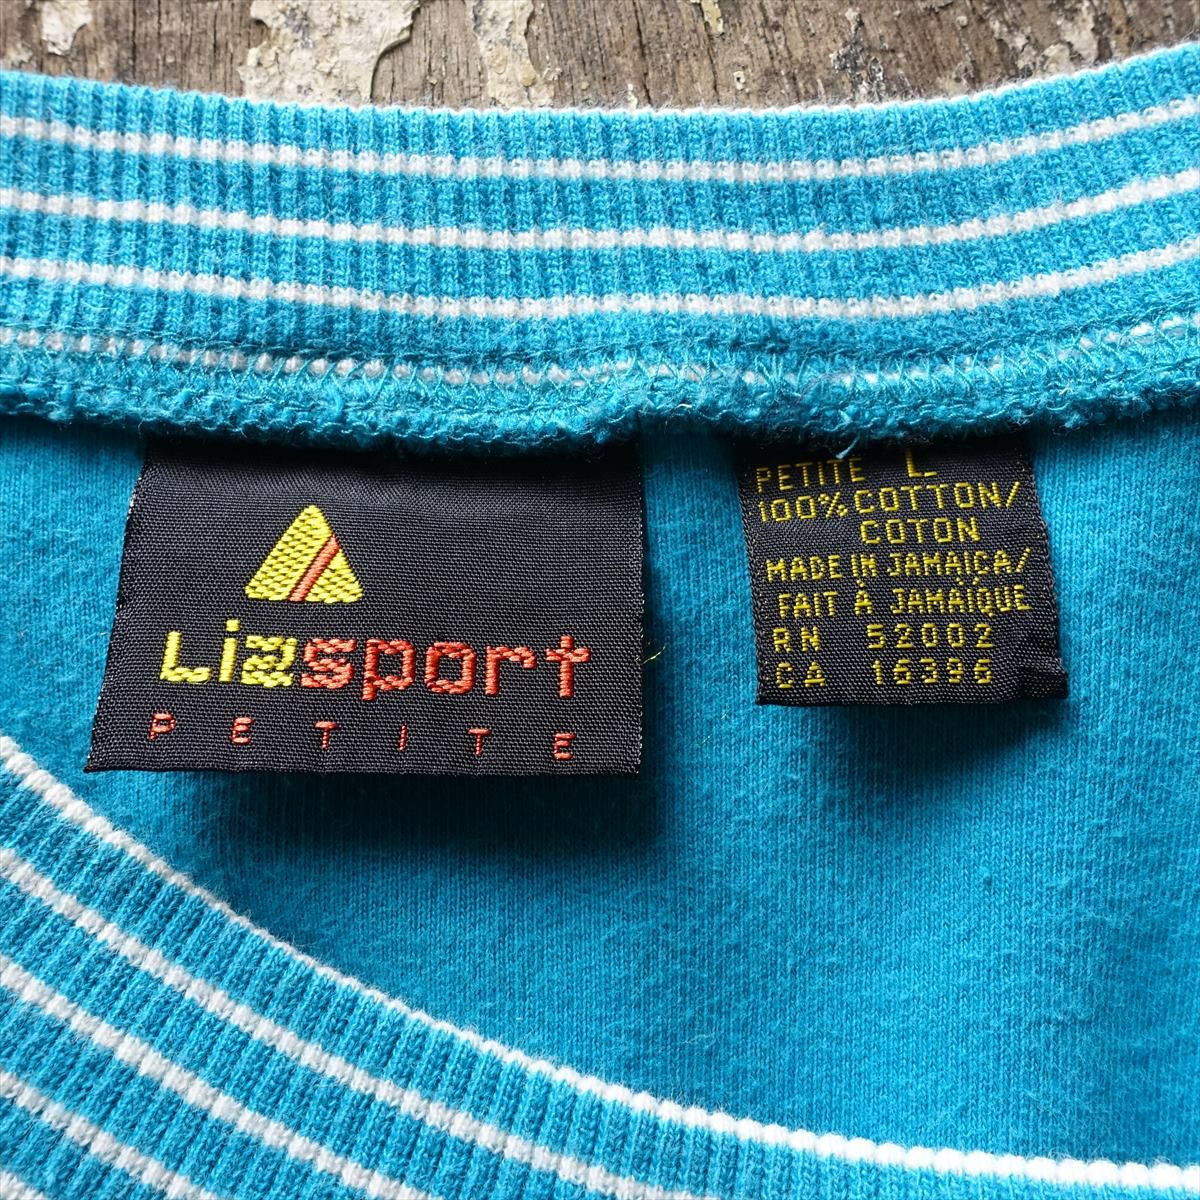 Lizsport
PETITE
PETITE L
100% COTTON/
COTON
MADE IN JAMAICA/
FAIT À JAMAÏQUE
RN 52002
CA 16396